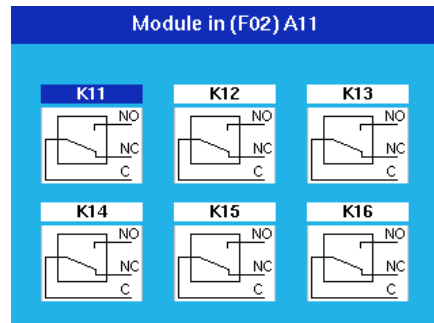 Module in (F02) A11
K11 K12 K13
NO NO NO
NC NC NC
C C C
K14 K15 K16
NO NO NO
NC NC NC
C C C